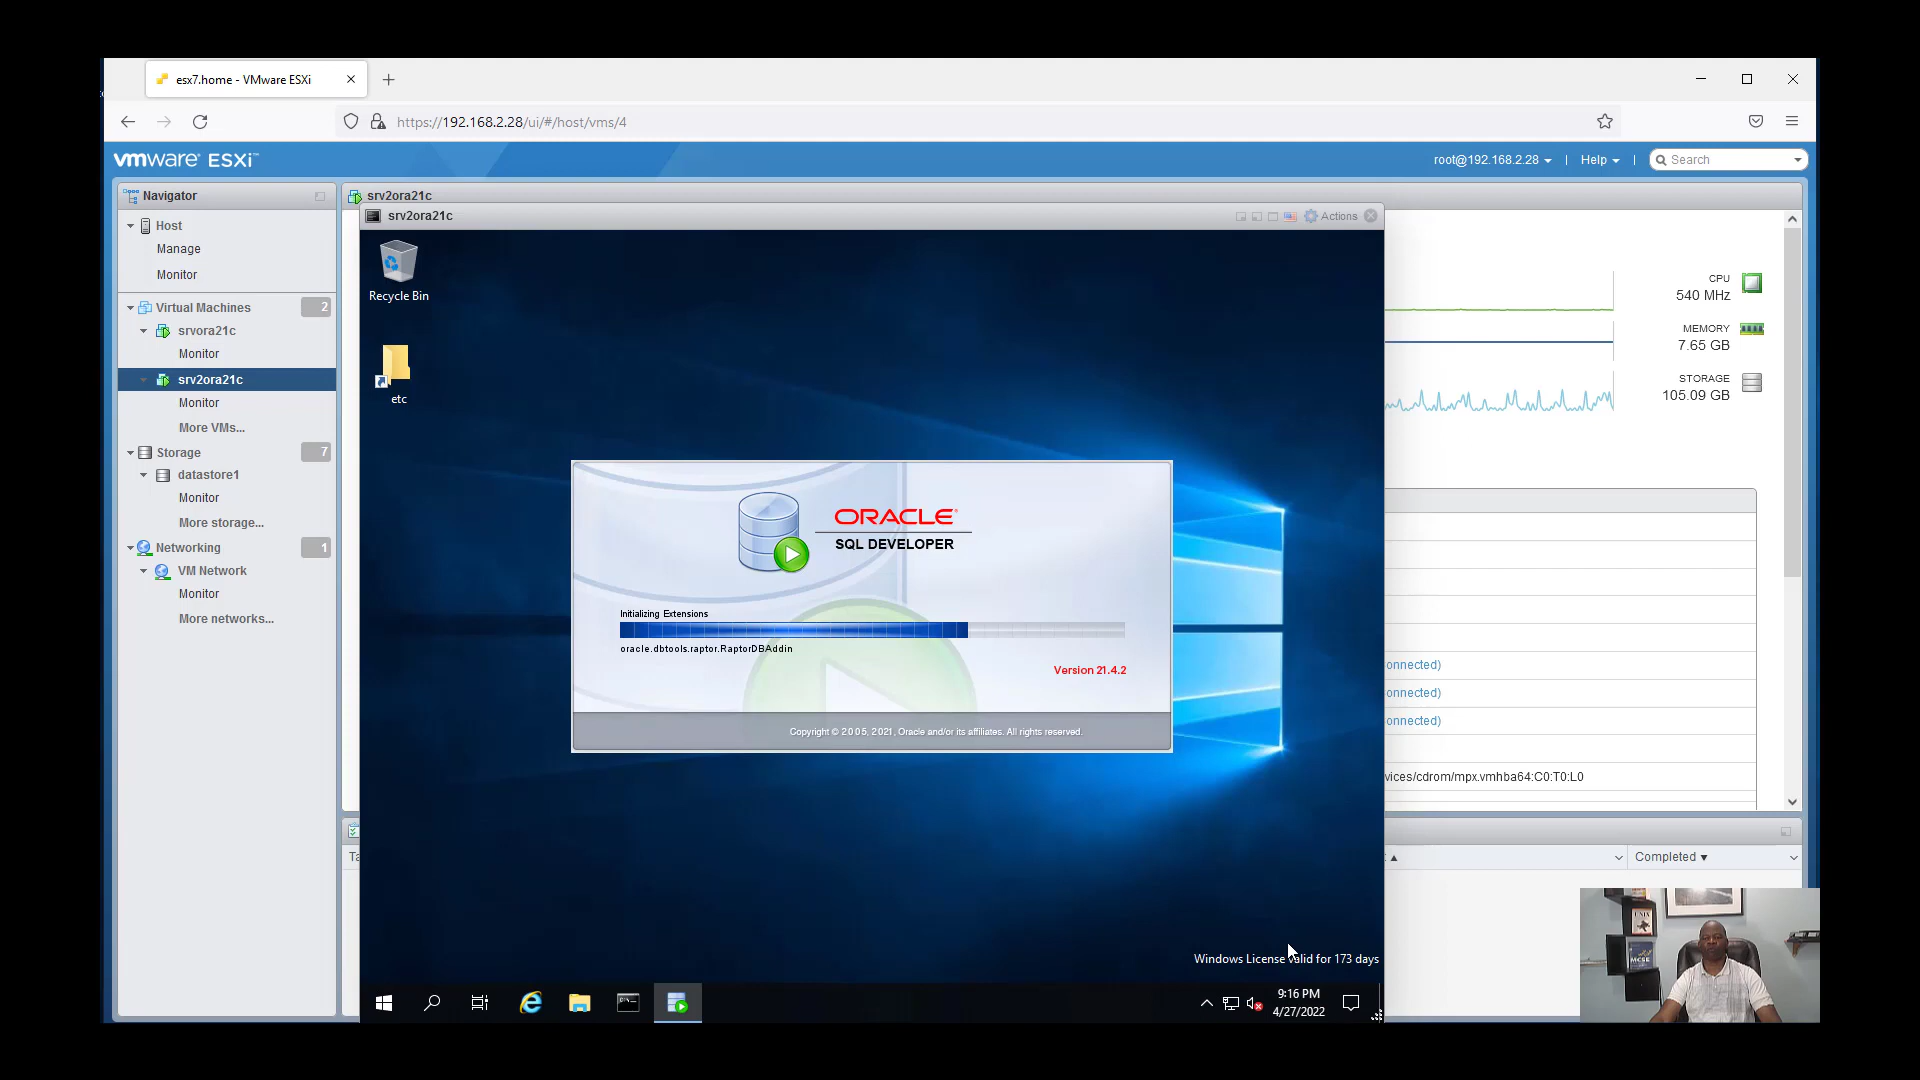 esx7.home - VMware ESXi
https://192.168.2.28/ui/#/host/vms/4
vmware ESXi
root@192.168.2.28
Help
Search
Navigator
Host
Manage
Monitor
Virtual Machines 2
srvora21c
Monitor
srv2ora21c
Monitor
More VMs...
Storage 7
datastore1
Monitor
More storage...
Networking 1
VM Network
Monitor
More networks...
srv2ora21c
srv2ora21c
Actions
Recycle Bin
etc
ORACLE
SQL DEVELOPER
Initializing Extensions
oracle.dbtools.raptor.RaptorDBAddin
Version 21.4.2
Copyright © 2005, 2021, Oracle and/or its affiliates. All rights reserved.
Windows License valid for 173 days
9:16 PM
4/27/2022
CPU
540 MHz
MEMORY
7.65 GB
STORAGE
105.09 GB
onnected)
onnected)
onnected)
vices/cdrom/mpx.vmhba64:C0:T0:L0
Completed
UNIX
MCSE